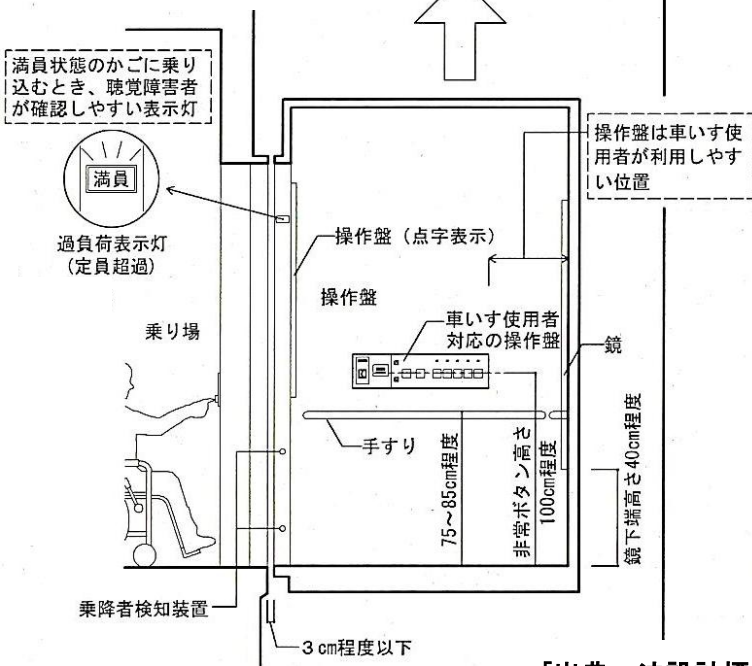 満員状態のかごに乗り
込むとき、聴覚障害者
が確認しやすい表示灯
満員
過負荷表示灯
(定員超過)
乗り場
操作盤は車いす使
用者が利用しやす
い位置
操作盤（点字表示）
操作盤
車いす使用者
対応の操作盤
鏡
手すり
75～85cm程度
非常ボタン高さ
100cm程度
鏡下端高さ40cm程度
乗降者検知装置
3cm程度以下